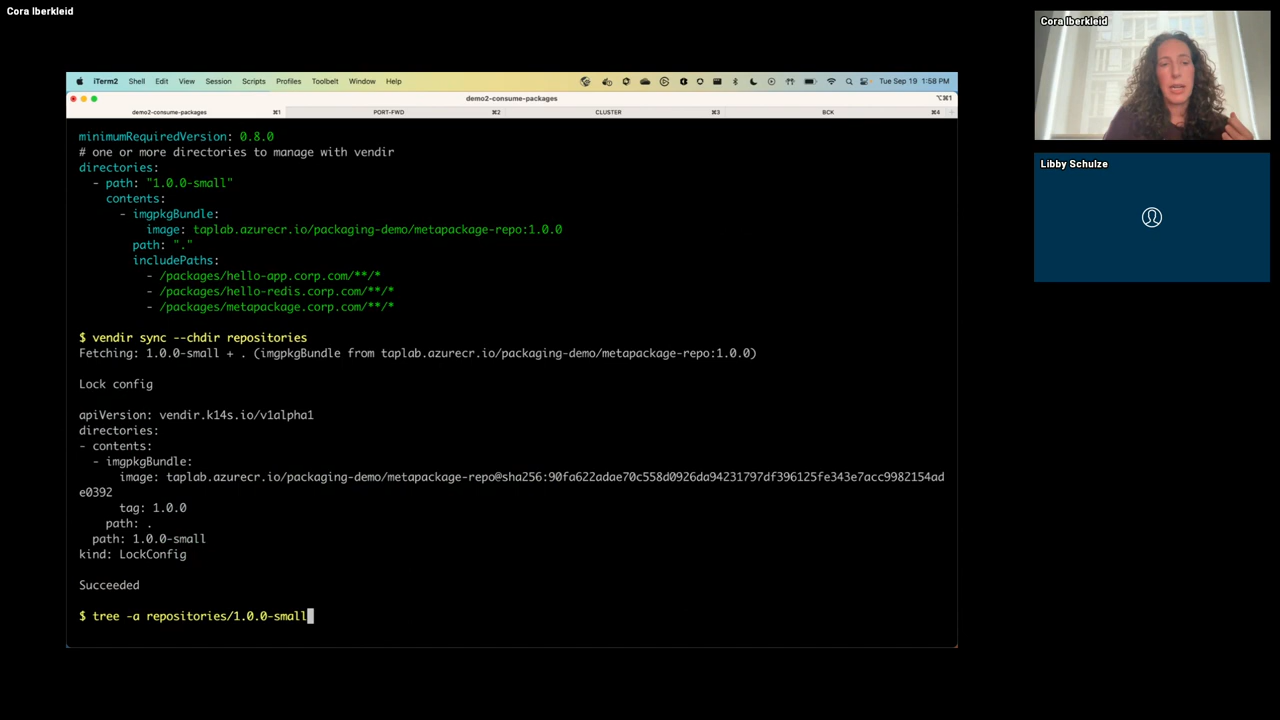 Cora Iberkleid
Cora Iberkleid
Libby Schulze
iTerm2 Shell Edit View Session Scripts Profiles Toolbelt Window Help Tue Sep 19 1:58 PM
demo2-consume-packages ⌥⌘1
demo2-consume-packages ⌘1 PORT-FWD ⌘2 CLUSTER ⌘3 BCK ⌘4
minimumRequiredVersion: 0.8.0
# one or more directories to manage with vendir
directories:
  - path: "1.0.0-small"
    contents:
      - imgpkgBundle:
          image: taplab.azurecr.io/packaging-demo/metapackage-repo:1.0.0
        path: "."
        includePaths:
          - /packages/hello-app.corp.com/**/*
          - /packages/hello-redis.corp.com/**/*
          - /packages/metapackage.corp.com/**/*
$ vendir sync --chdir repositories
Fetching: 1.0.0-small + . (imgpkgBundle from taplab.azurecr.io/packaging-demo/metapackage-repo:1.0.0)
Lock config
apiVersion: vendir.k14s.io/v1alpha1
directories:
- contents:
  - imgpkgBundle:
      image: taplab.azurecr.io/packaging-demo/metapackage-repo@sha256:90fa622adae70c558d0926da94231797df396125fe343e7acc9982154ad
e0392
      tag: 1.0.0
    path: .
  path: 1.0.0-small
kind: LockConfig
Succeeded
$ tree -a repositories/1.0.0-small